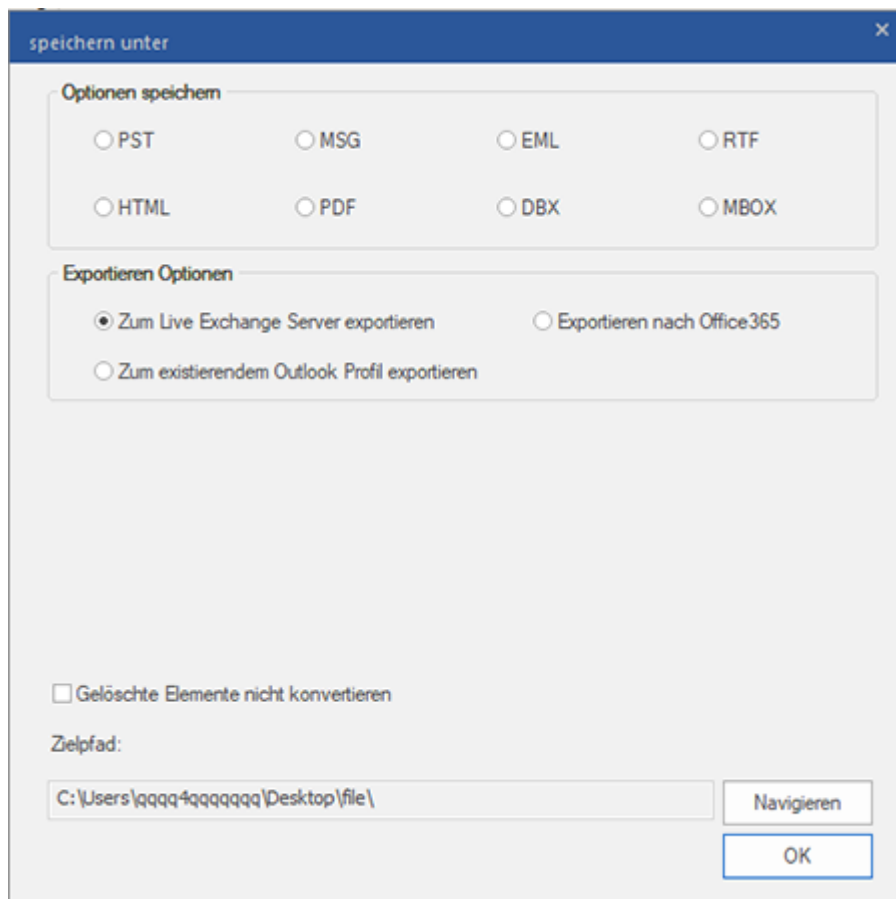 speichern unter
Optionen speichern
PST MSG EML RTF
HTML PDF DBX MBOX
Exportieren Optionen
Zum Live Exchange Server exportieren Exportieren nach Office365
Zum existierendem Outlook Profil exportieren
Gelöschte Elemente nicht konvertieren
Zielpfad:
C:\Users\qqqq4qqqqqqq\Desktop\file\ Navigieren
OK